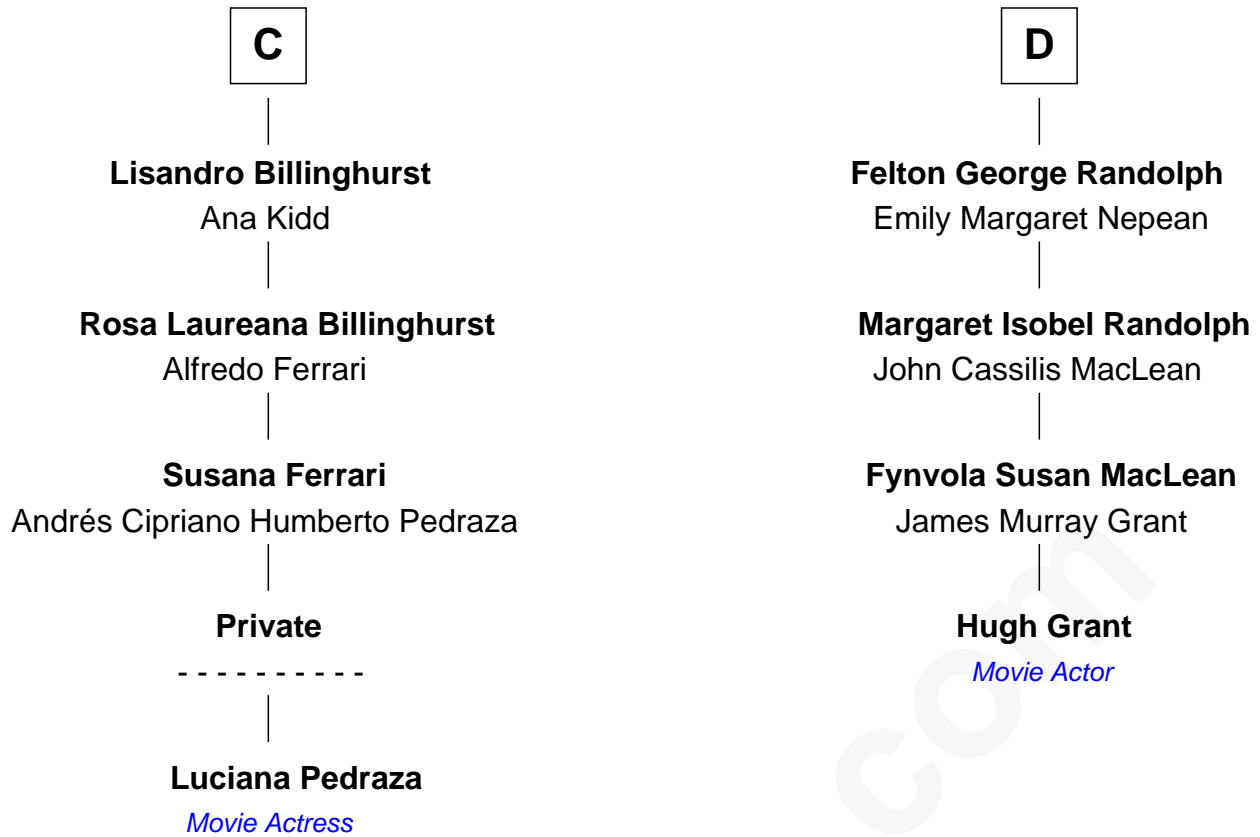 C
Lisandro Billinghurst
Ana Kidd
Rosa Laureana Billinghurst
Alfredo Ferrari
Susana Ferrari
Andrés Cipriano Humberto Pedraza
Private
- - - - - - - - - -
Luciana Pedraza
Movie Actress
D
Felton George Randolph
Emily Margaret Nepean
Margaret Isobel Randolph
John Cassilis MacLean
Fynvola Susan MacLean
James Murray Grant
Hugh Grant
Movie Actor
com